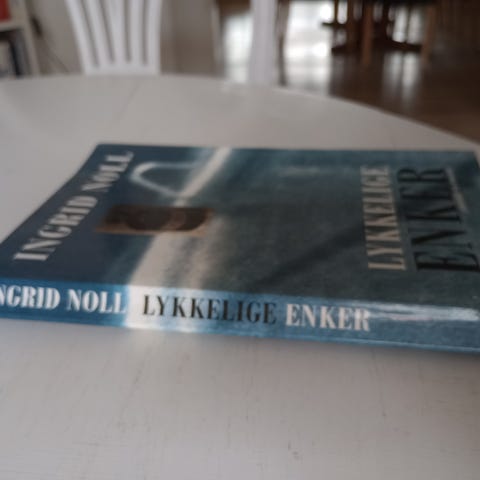 INGRID NOLL
LYKKELIGE
ENKER
INGRID NOLL LYKKELIGE ENKER